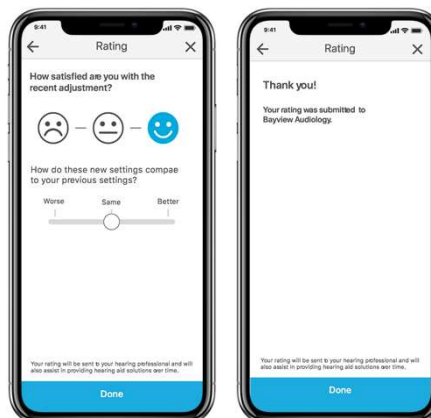 9:41
Rating
How satisfied are you with the
recent adjustment?
How do these new settings compae
to your previous settings?
Worse Same Better
Your rating will be sent to your hearing professional and will
also assist in providing hearing aid solutions over time.
Done
9:41
Rating
Thank you!
Your rating was submitted to
Bayview Audiology.
Your rating will be sent to your hearing professional and will
also assist in providing hearing aid solutions over time.
Done